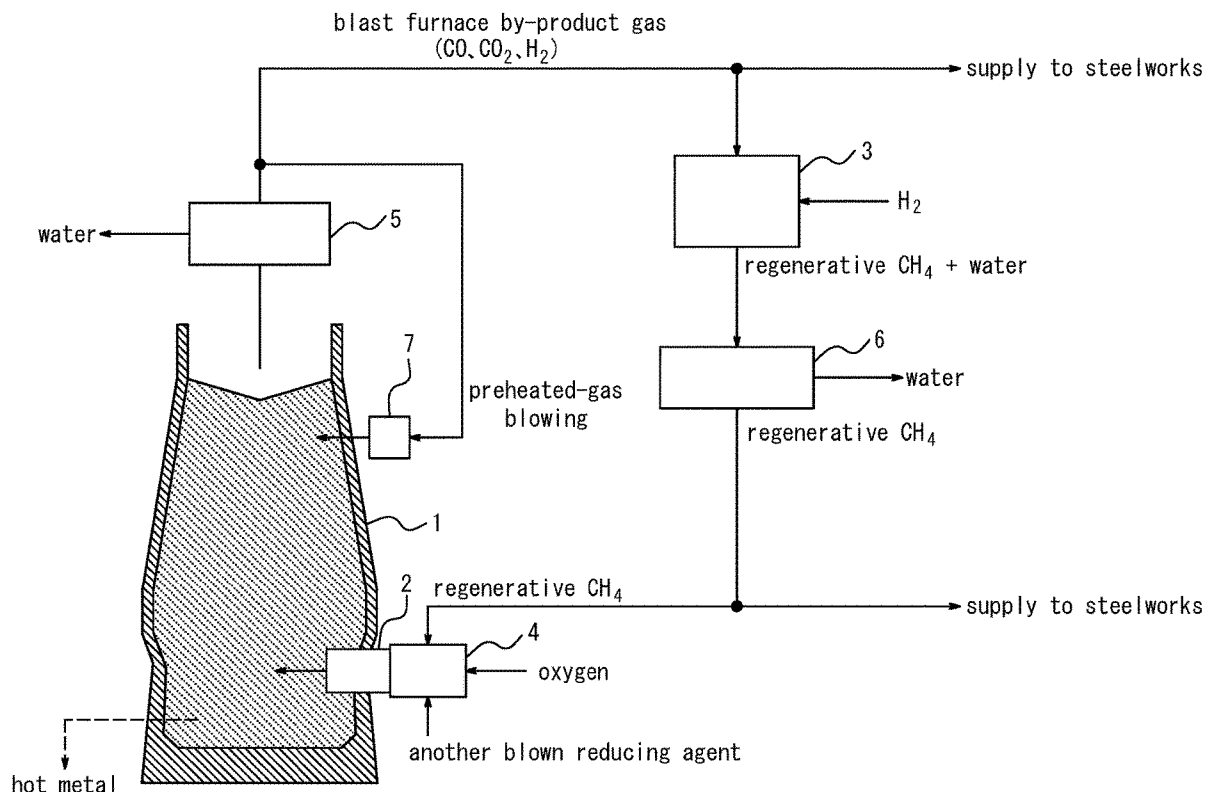 blast furnace by-product gas
(CO、CO₂、H₂)
supply to steelworks
3
H₂
5
water
regenerative CH₄ + water
7
6
water
preheated-gas
blowing
regenerative CH₄
1
2
regenerative CH₄
4
supply to steelworks
oxygen
another blown reducing agent
hot metal